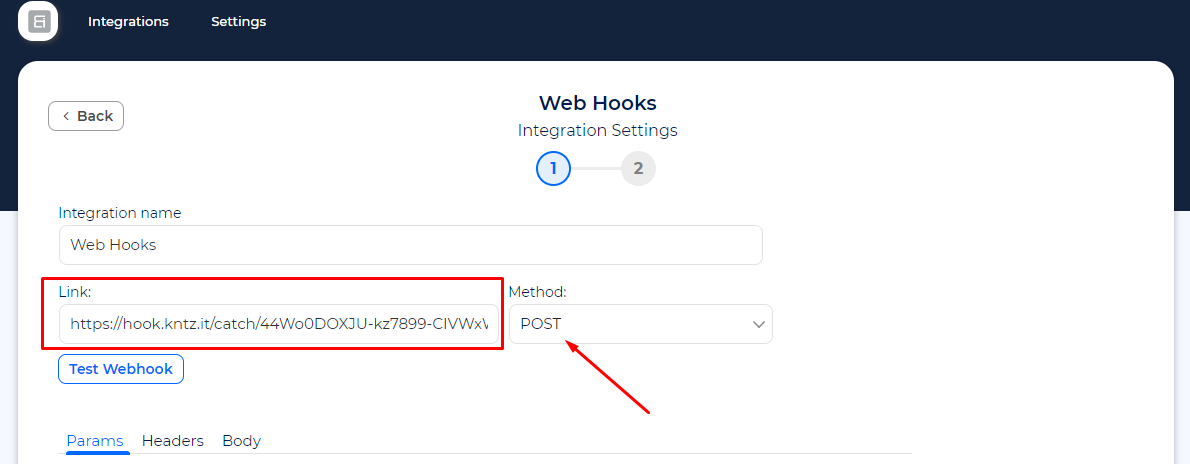 Integrations Settings
Back
Web Hooks
Integration Settings
1 2
Integration name
Web Hooks
Link: Method:
https://hook.kntz.it/catch/44Wo0DOXJU-kz7899-CIVWx POST
Test Webhook
Params Headers Body